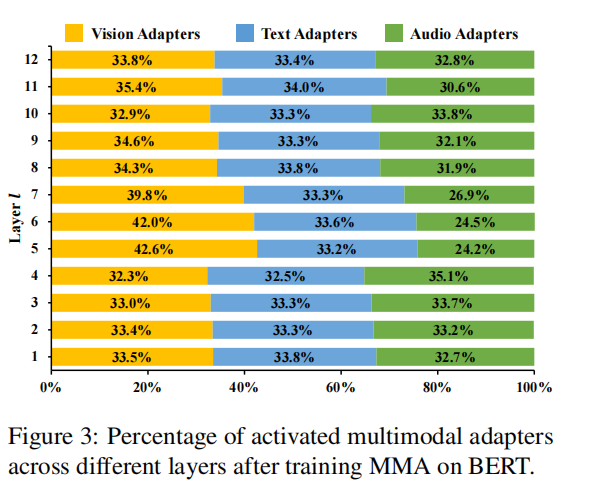 Vision Adapters Text Adapters Audio Adapters
12 33.8% 33.4% 32.8%
11 35.4% 34.0% 30.6%
10 32.9% 33.3% 33.8%
9 34.6% 33.3% 32.1%
8 34.3% 33.8% 31.9%
7 39.8% 33.3% 26.9%
6 42.0% 33.6% 24.5%
5 42.6% 33.2% 24.2%
4 32.3% 32.5% 35.1%
3 33.0% 33.3% 33.7%
2 33.4% 33.3% 33.2%
1 33.5% 33.8% 32.7%
Layer l
0% 20% 40% 60% 80% 100%
Figure 3: Percentage of activated multimodal adapters
across different layers after training MMA on BERT.